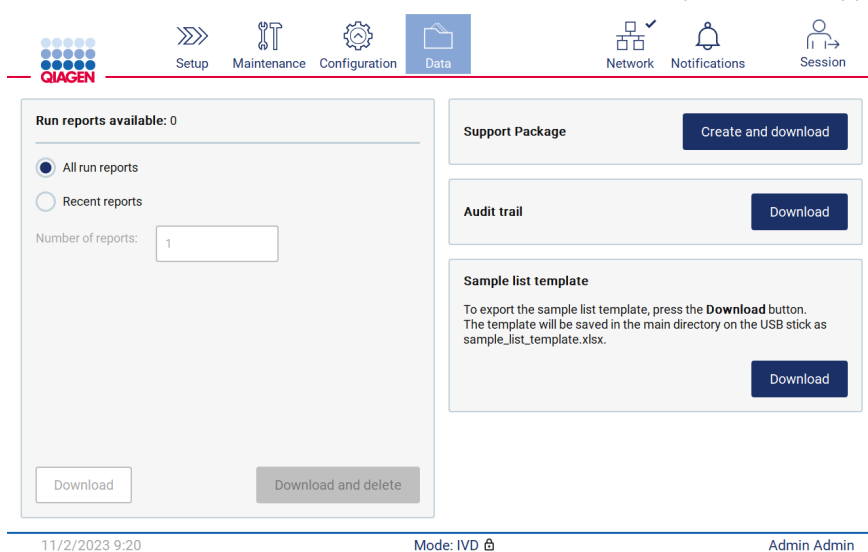 QIAGEN
Setup
Maintenance
Configuration
Data
Network
Notifications
Session
Run reports available: 0
All run reports
Recent reports
Number of reports:
1
Download
Download and delete
Support Package
Create and download
Audit trail
Download
Sample list template
To export the sample list template, press the Download button.
The template will be saved in the main directory on the USB stick as
sample_list_template.xlsx.
Download
11/2/2023 9:20
Mode: IVD
Admin Admin